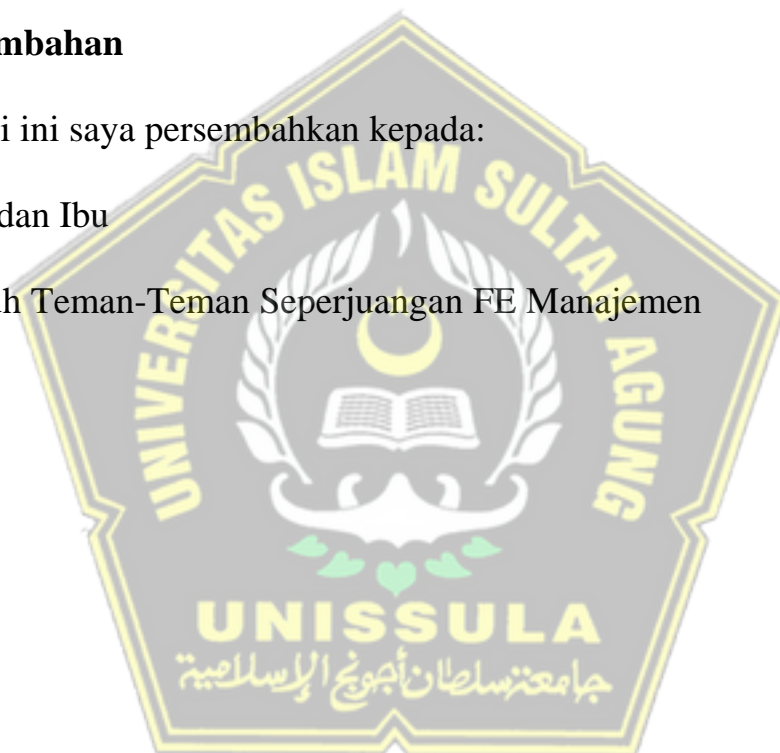 mbahan
i ini saya persembahkan kepada:
dan Ibu
h Teman-Teman Seperjuangan FE Manajemen
UNIVERSITAS ISLAM SULTAN AGUNG
UNISSULA
جامعة سلطان أجونج الإسلامية